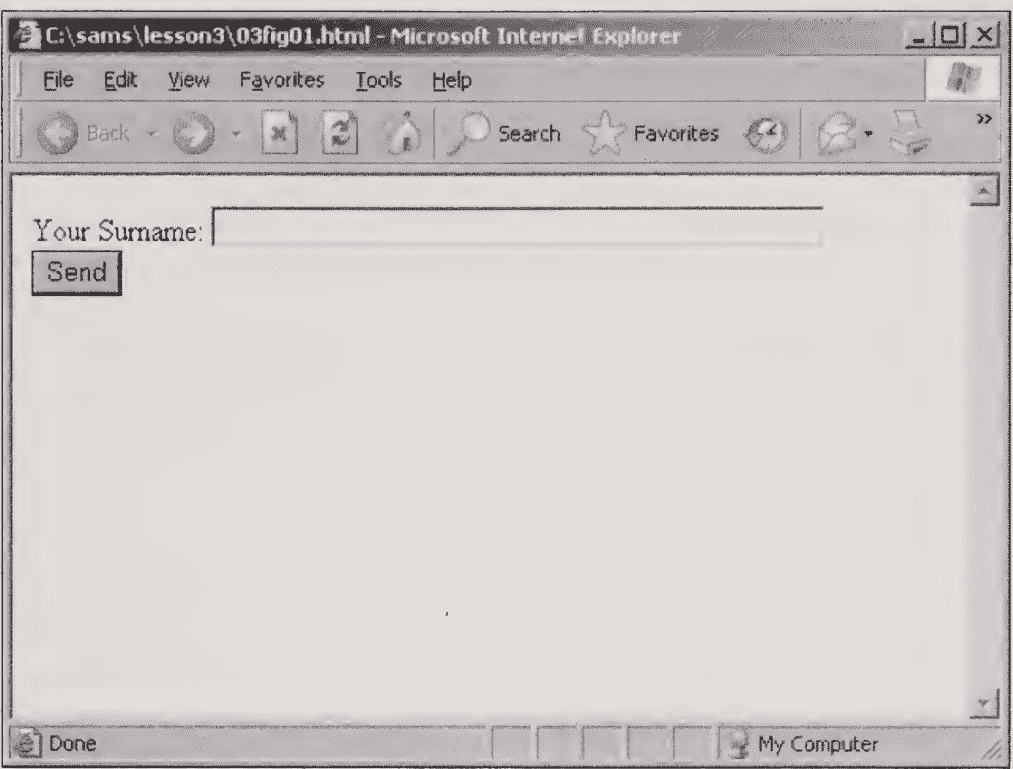 C:\sams\lesson3\03fig01.html - Microsoft Internet Explorer
File Edit View Favorites Tools Help
Back Search Favorites »
Your Surname:
Send
Done My Computer